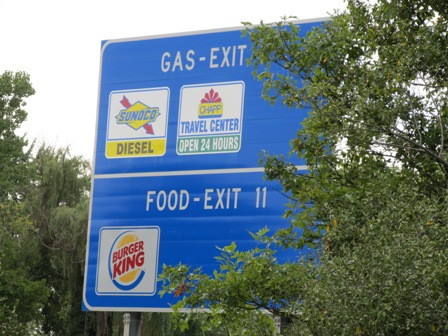 GAS-EXIT
SUNOCO
DIESEL
CHAPP
TRAVEL CENTER
OPEN 24 HOURS
FOOD-EXIT 11
BURGER
KING